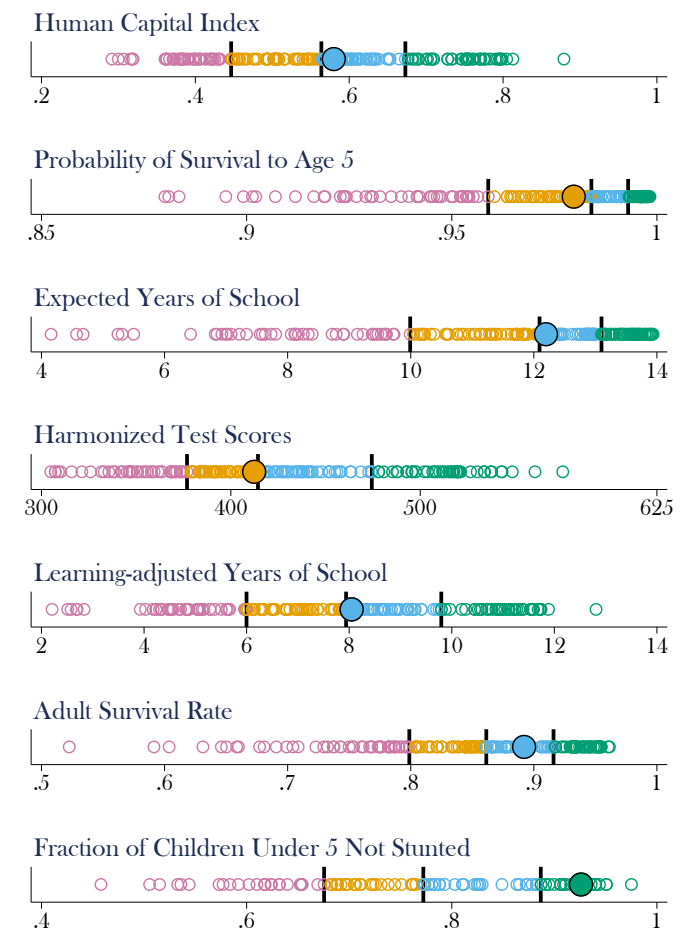 Human Capital Index
.2 .4 .6 .8 1
Probability of Survival to Age 5
.85 .9 .95 1
Expected Years of School
4 6 8 10 12 14
Harmonized Test Scores
300 400 500 625
Learning-adjusted Years of School
2 4 6 8 10 12 14
Adult Survival Rate
.5 .6 .7 .8 .9 1
Fraction of Children Under 5 Not Stunted
.4 .6 .8 1